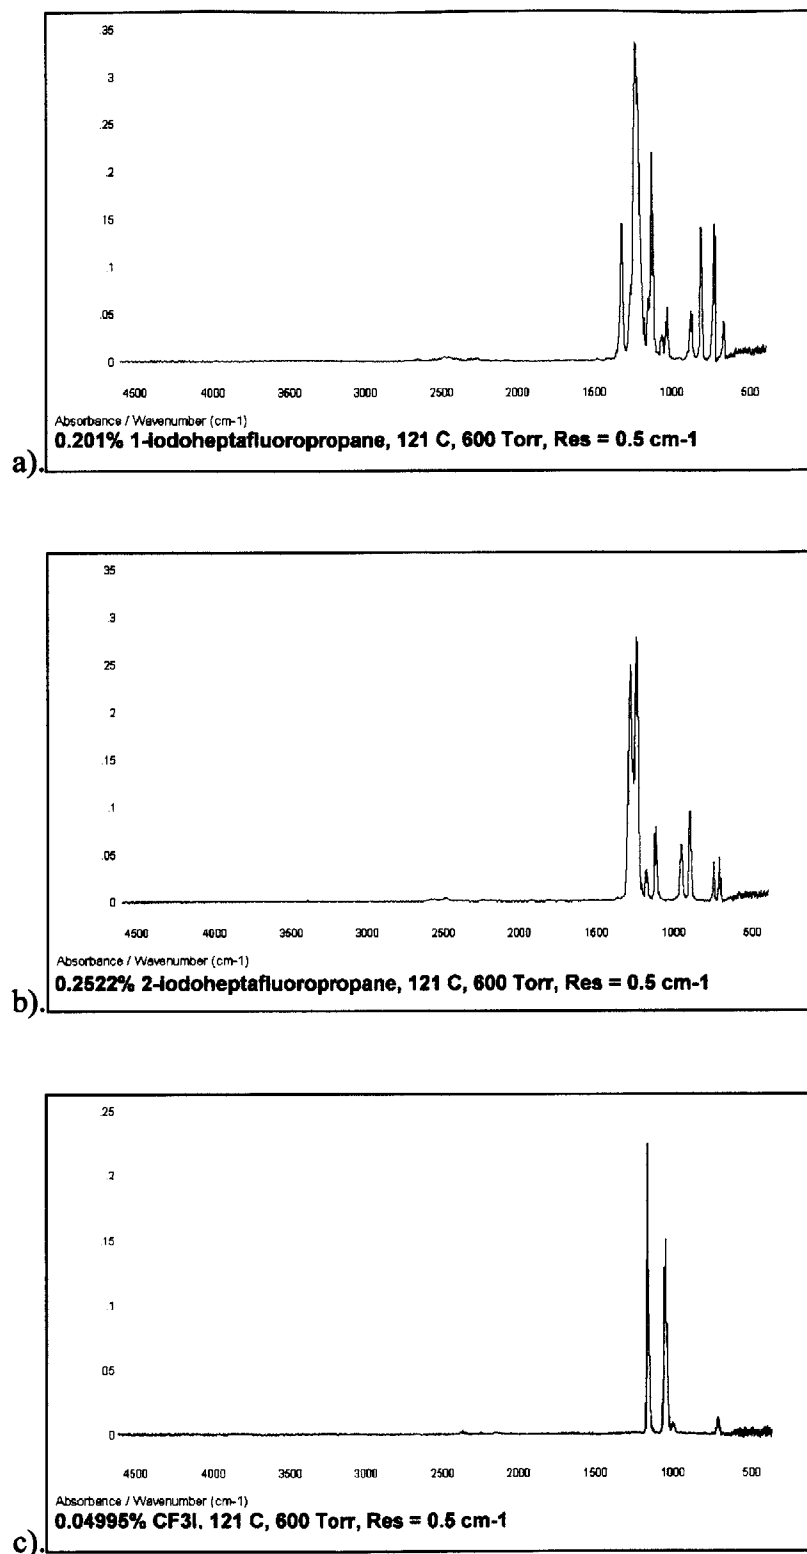 .35
.3
.25
.2
.15
.1
.05
0
4500 4000 3500 3000 2500 2000 1500 1000 500
Absorbance / Wavenumber (cm-1)
0.201% 1-iodoheptafluoropropane, 121 C, 600 Torr, Res = 0.5 cm-1
a).
.35
.3
.25
.2
.15
.1
.05
0
4500 4000 3500 3000 2500 2000 1500 1000 500
Absorbance / Wavenumber (cm-1)
0.2522% 2-iodoheptafluoropropane, 121 C, 600 Torr, Res = 0.5 cm-1
b).
.25
.2
.15
.1
.05
0
4500 4000 3500 3000 2500 2000 1500 1000 500
Absorbance / Wavenumber (cm-1)
0.04995% CF3I, 121 C, 600 Torr, Res = 0.5 cm-1
c).